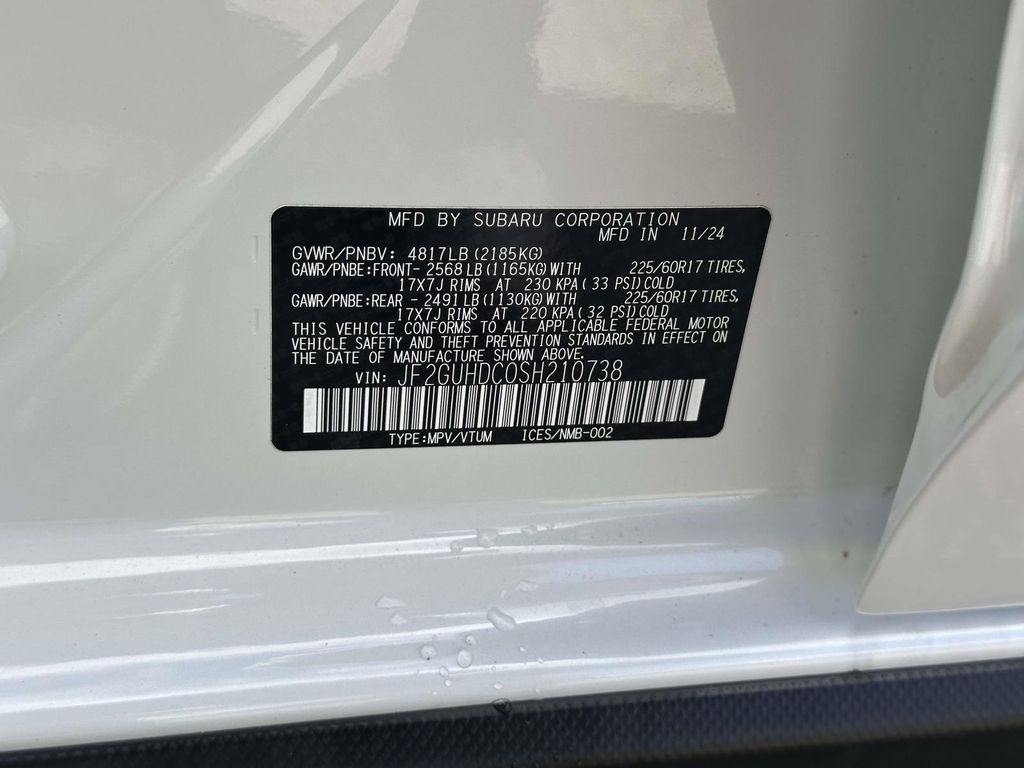 MFD BY SUBARU CORPORATION
MFD IN 11/24
GVWR/PNBV: 4817LB (2185KG)
GAWR/PNBE:FRONT- 2568 LB (1165KG) WITH 225/60R17 TIRES,
17X7J RIMS AT 230 KPA ( 33 PSI) COLD
GAWR/PNBE:REAR - 2491 LB (1130KG) WITH 225/60R17 TIRES,
17X7J RIMS AT 220 KPA ( 32 PSI) COLD
THIS VEHICLE CONFORMS TO ALL APPLICABLE FEDERAL MOTOR
VEHICLE SAFETY AND THEFT PREVENTION STANDARDS IN EFFECT ON
THE DATE OF MANUFACTURE SHOWN ABOVE.
VIN: JF2GUHDC0SH210738
TYPE:MPV/VTUM ICES/NMB-002